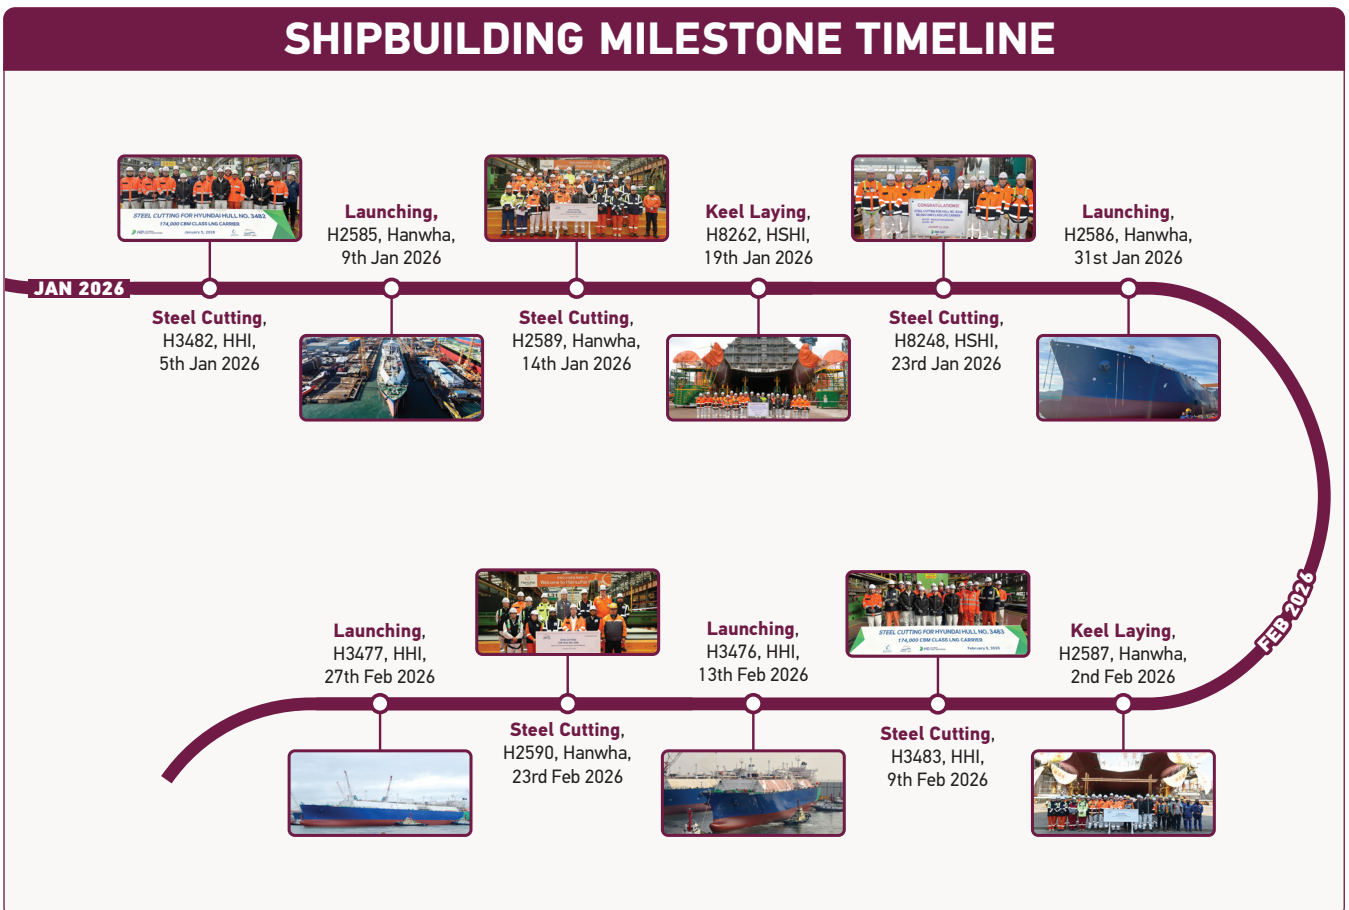 SHIPBUILDING MILESTONE TIMELINE
STEEL CUTTING FOR HYUNDAI HULL NO. 3482
174,000 CBM CLASS LNG CARRIER
January 5, 2026
Launching,
H2585, Hanwha,
9th Jan 2026
Keel Laying,
H8262, HSHI,
19th Jan 2026
CONGRATULATIONS!
Launching,
H2586, Hanwha,
31st Jan 2026
JAN 2026
Steel Cutting,
H3482, HHI,
5th Jan 2026
Steel Cutting,
H2589, Hanwha,
14th Jan 2026
Steel Cutting,
H8248, HSHI,
23rd Jan 2026
FEB 2026
Launching,
H3477, HHI,
27th Feb 2026
Welcome to Hanwha
Launching,
H3476, HHI,
13th Feb 2026
STEEL CUTTING FOR HYUNDAI HULL NO. 3483
174,000 CBM CLASS LNG CARRIER
Keel Laying,
H2587, Hanwha,
2nd Feb 2026
Steel Cutting,
H2590, Hanwha,
23rd Feb 2026
Steel Cutting,
H3483, HHI,
9th Feb 2026